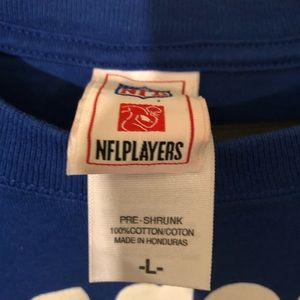 NFL
NFLPLAYERS
PRE-SHRUNK
100%COTTON/COTON
MADE IN HONDURAS
-L-